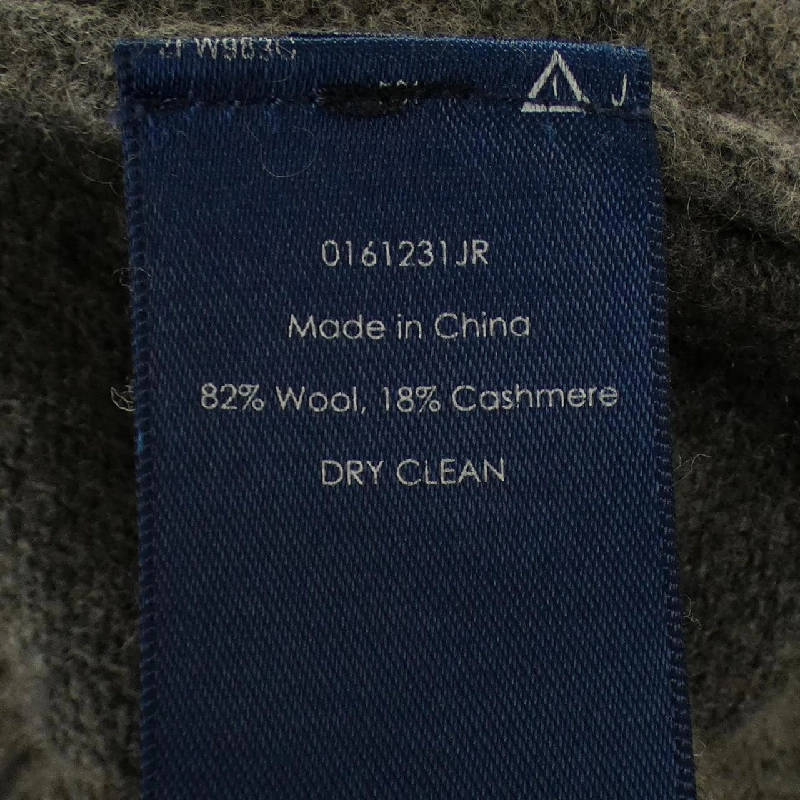 J
0161231JR
Made in China
82% Wool, 18% Cashmere
DRY CLEAN